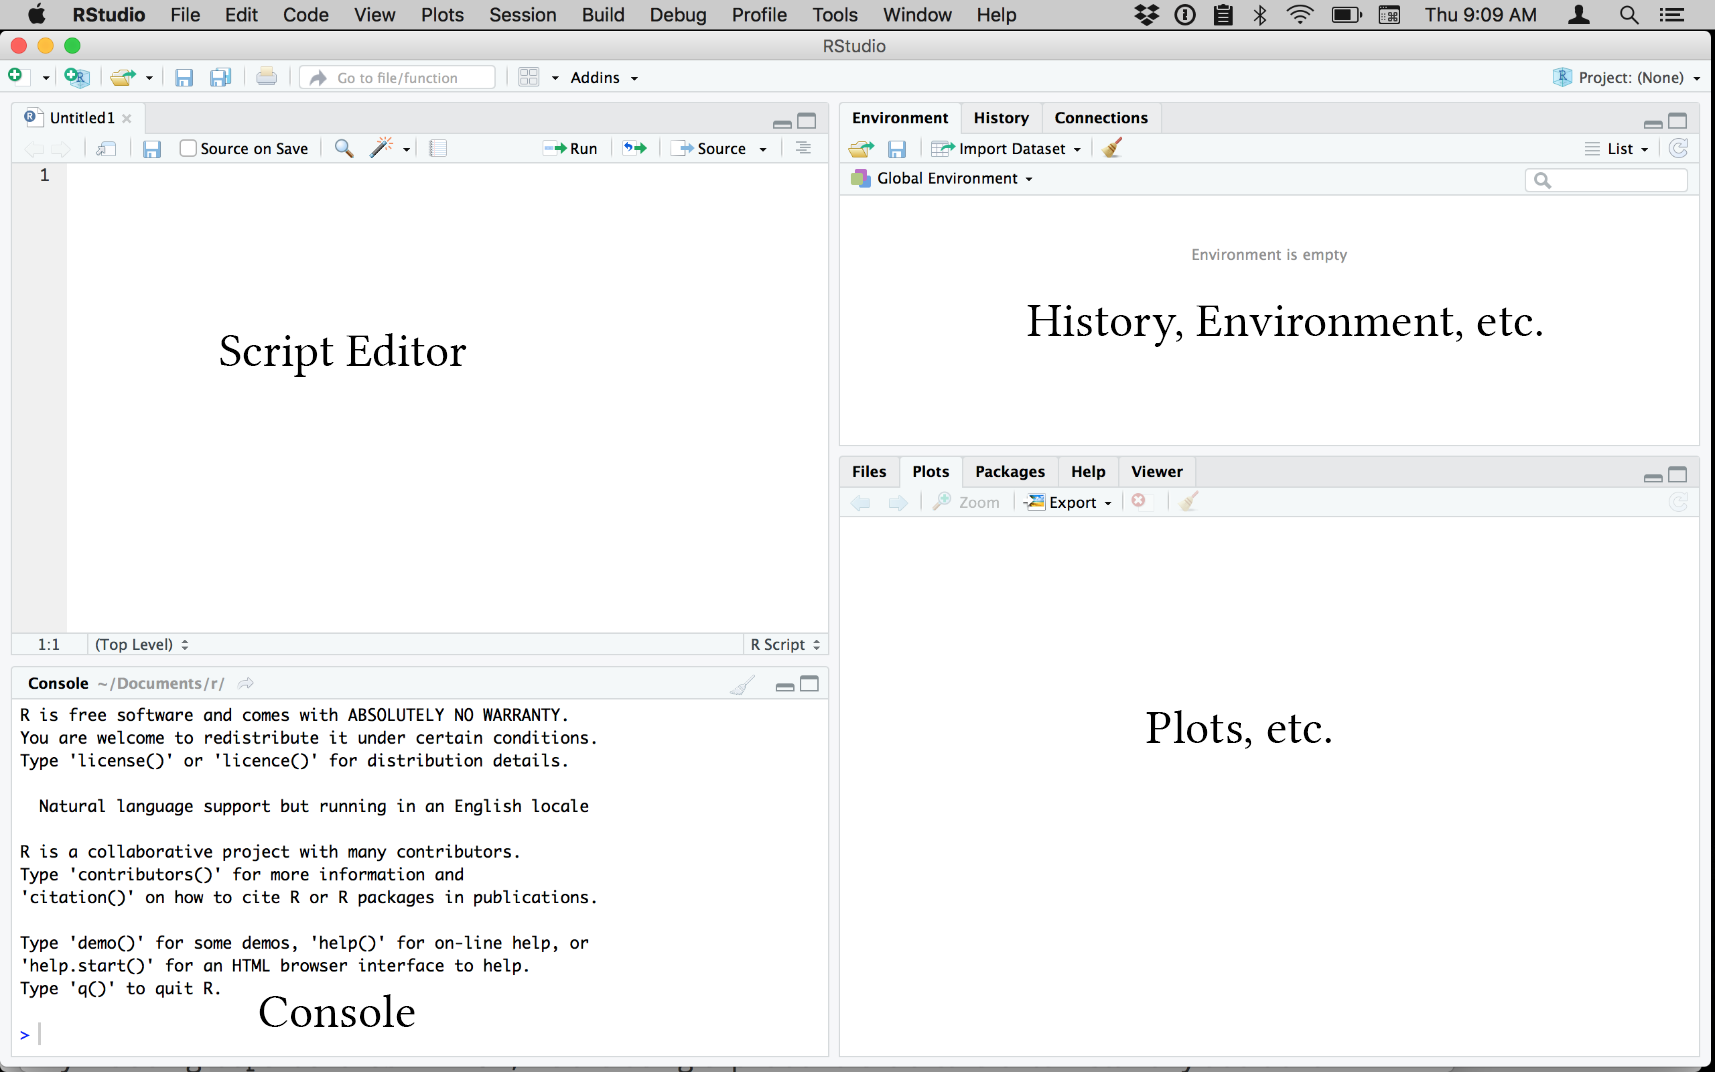 RStudio File Edit Code View Plots Session Build Debug Profile Tools Window Help Thu 9:09 AM
RStudio
Go to file/function Addins Project: (None)
Untitled1
Source on Save Run Source
1
Script Editor
1:1 (Top Level) R Script
Console ~/Documents/r/
R is free software and comes with ABSOLUTELY NO WARRANTY.
You are welcome to redistribute it under certain conditions.
Type 'license()' or 'licence()' for distribution details.
Natural language support but running in an English locale
R is a collaborative project with many contributors.
Type 'contributors()' for more information and
'citation()' on how to cite R or R packages in publications.
Type 'demo()' for some demos, 'help()' for on-line help, or
'help.start()' for an HTML browser interface to help.
Type 'q()' to quit R.
Console
>
Environment History Connections
Import Dataset List
Global Environment
Environment is empty
History, Environment, etc.
Files Plots Packages Help Viewer
Zoom Export
Plots, etc.